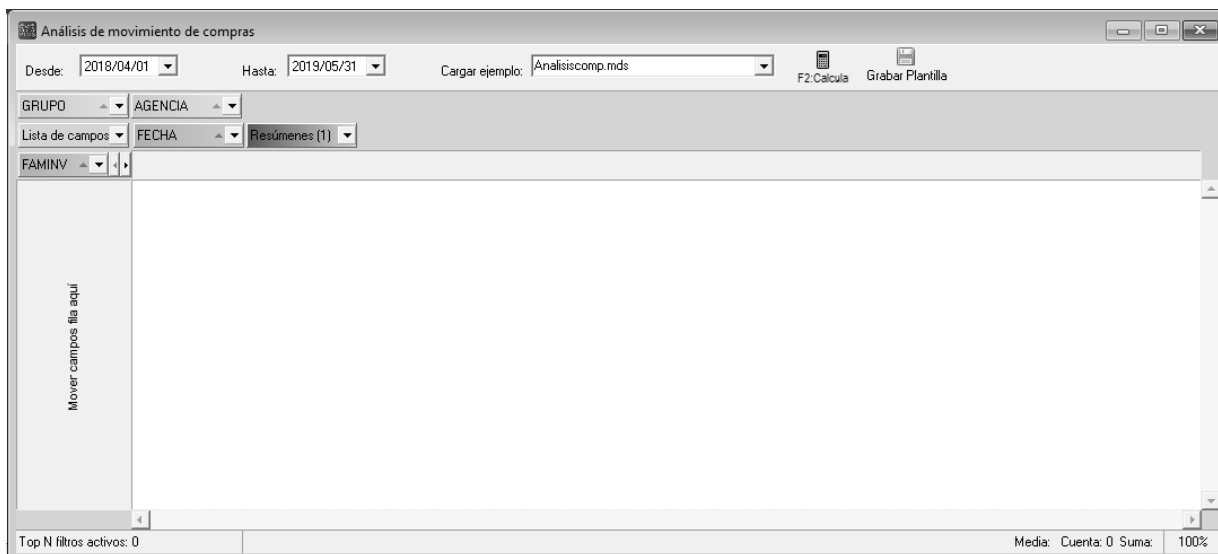 Análisis de movimiento de compras
Desde: 2018/04/01 Hasta: 2019/05/31 Cargar ejemplo: Analisiscomp.mds F2:Calcula Grabar Plantilla
GRUPO AGENCIA
Lista de campos FECHA Resúmenes (1)
FAMINV
Mover campos fila aquí
Top N filtros activos: 0 Media: Cuenta: 0 Suma: 100%